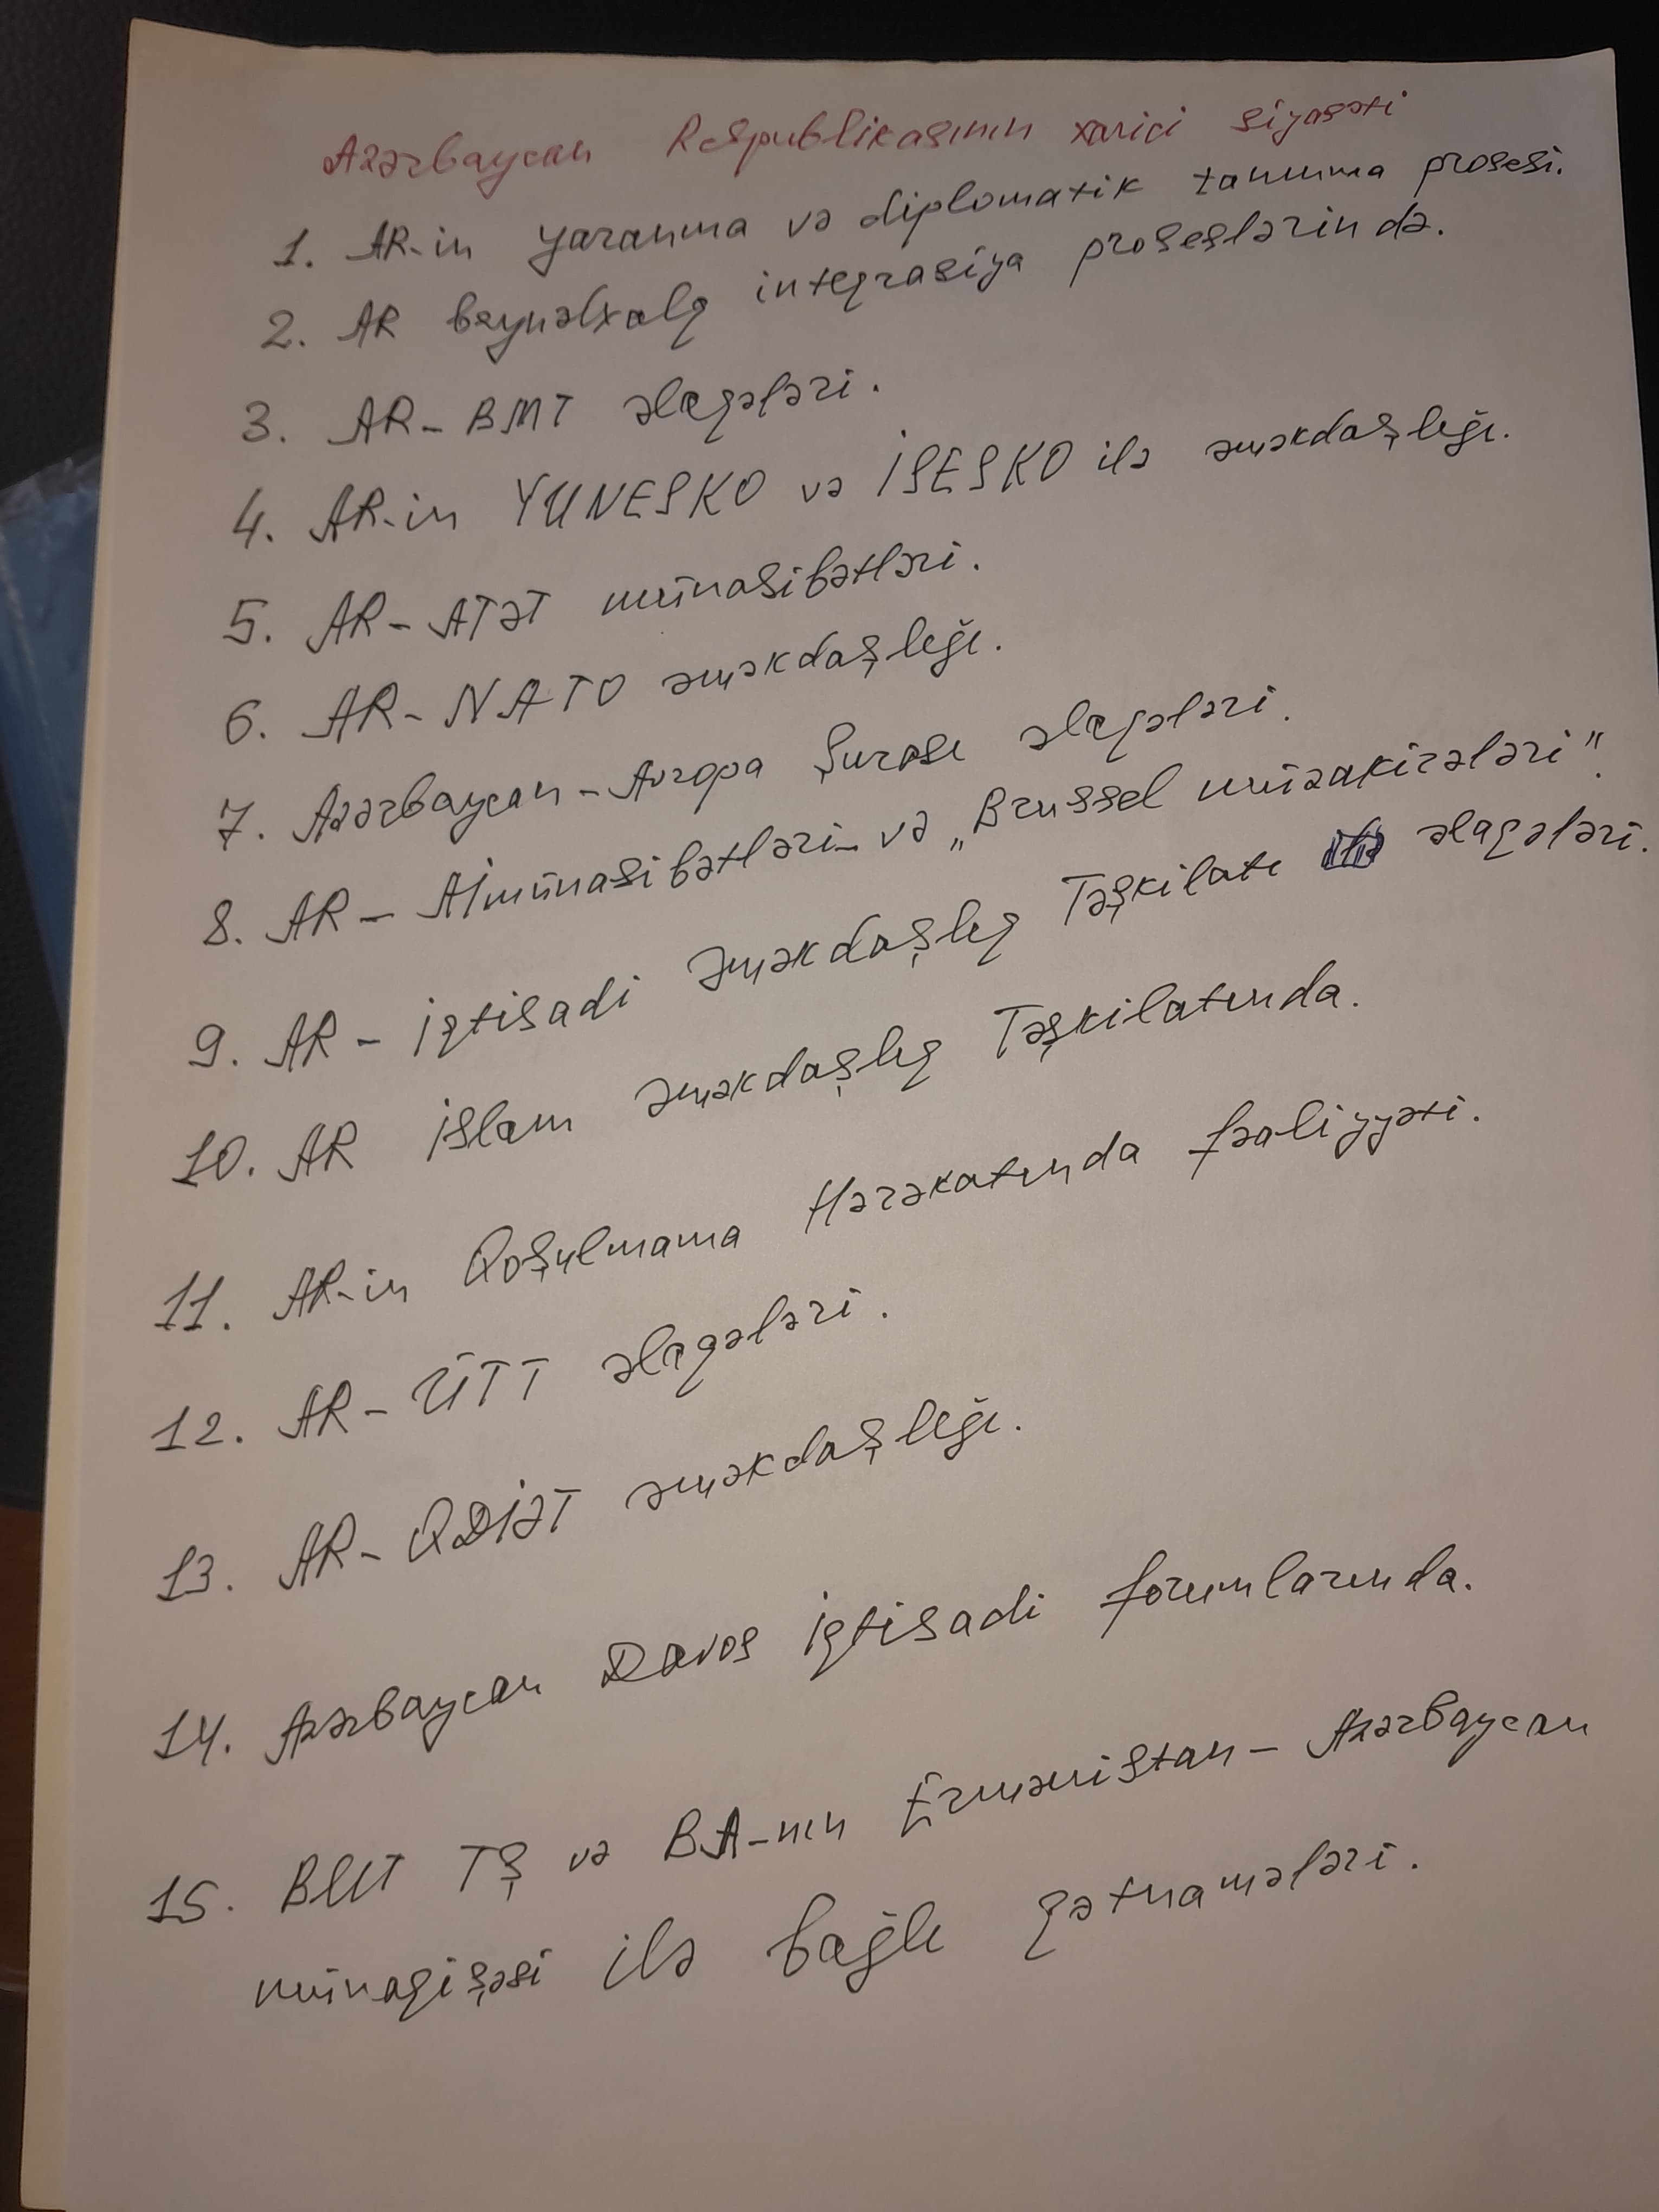 Azərbaycan Respublikasının xarici siyasəti
1. AR-in yaranma və diplomatik tanınma prosesi.
2. AR beynəlxalq inteqrasiya proseslərində.
3. AR-BMT əlaqələri.
4. AR-in YUNESKO və İSESKO ilə əməkdaşlığı.
5. AR-ATƏT münasibətləri.
6. AR-NATO əməkdaşlığı.
7. Azərbaycan-Avropa Şurası əlaqələri.
8. AR-Aİ münasibətləri və „Brussel müzakirələri".
9. AR-İqtisadi Əməkdaşlıq Təşkilatı əlaqələri.
10. AR İslam Əməkdaşlıq Təşkilatında.
11. AR-in Qoşulmama Hərəkatında fəaliyyəti.
12. AR-ÜTT əlaqələri.
13. AR-QDİƏT əməkdaşlığı.
14. Azərbaycan Davos İqtisadi forumlarında.
15. BMT TŞ və BA-nın Ermənistan-Azərbaycan
münaqişəsi ilə bağlı qətnamələri.